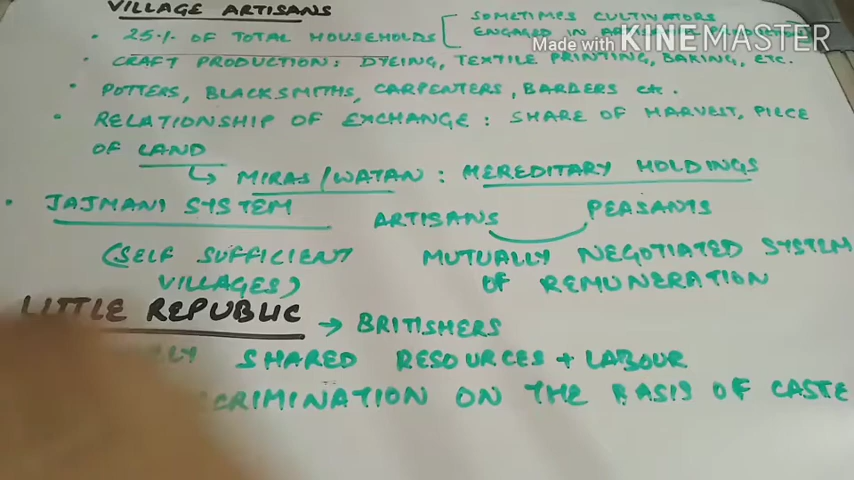 VILLAGE ARTISANS
SOMETIMES CULTIVATORS
• 25% OF TOTAL HOUSEHOLDS
ENGAGED IN
Made with KINEMASTER
• CRAFT PRODUCTION: DYEING, TEXTILE PRINTING, BAKING, ETC.
• POTTERS, BLACKSMITHS, CARPENTERS, BARBERS etc.
• RELATIONSHIP OF EXCHANGE: SHARE OF HARVEST, PIECE
OF LAND
↳ MIRAS/WATAN: HEREDITARY HOLDINGS
• JAJMANI SYSTEM
ARTISANS PEASANTS
(SELF SUFFICIENT
VILLAGES)
MUTUALLY NEGOTIATED SYSTEM
OF REMUNERATION
LITTLE REPUBLIC → BRITISHERS
SHARED RESOURCES + LABOUR
CRIMINATION ON THE BASIS OF CASTE